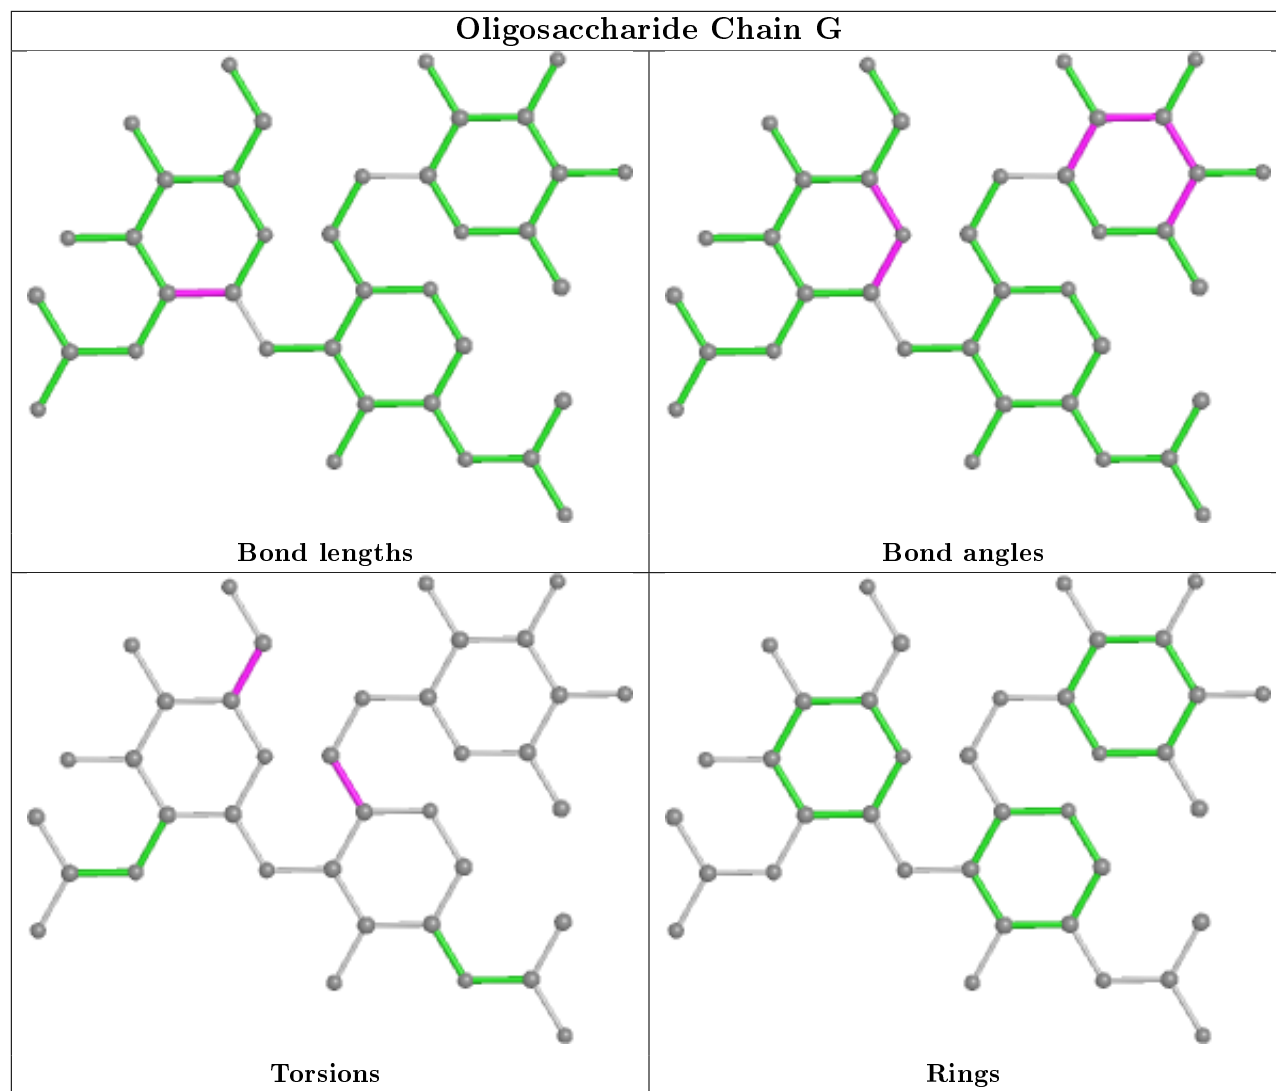 Oligosaccharide Chain G
Bond lengths
Bond angles
Torsions
Rings